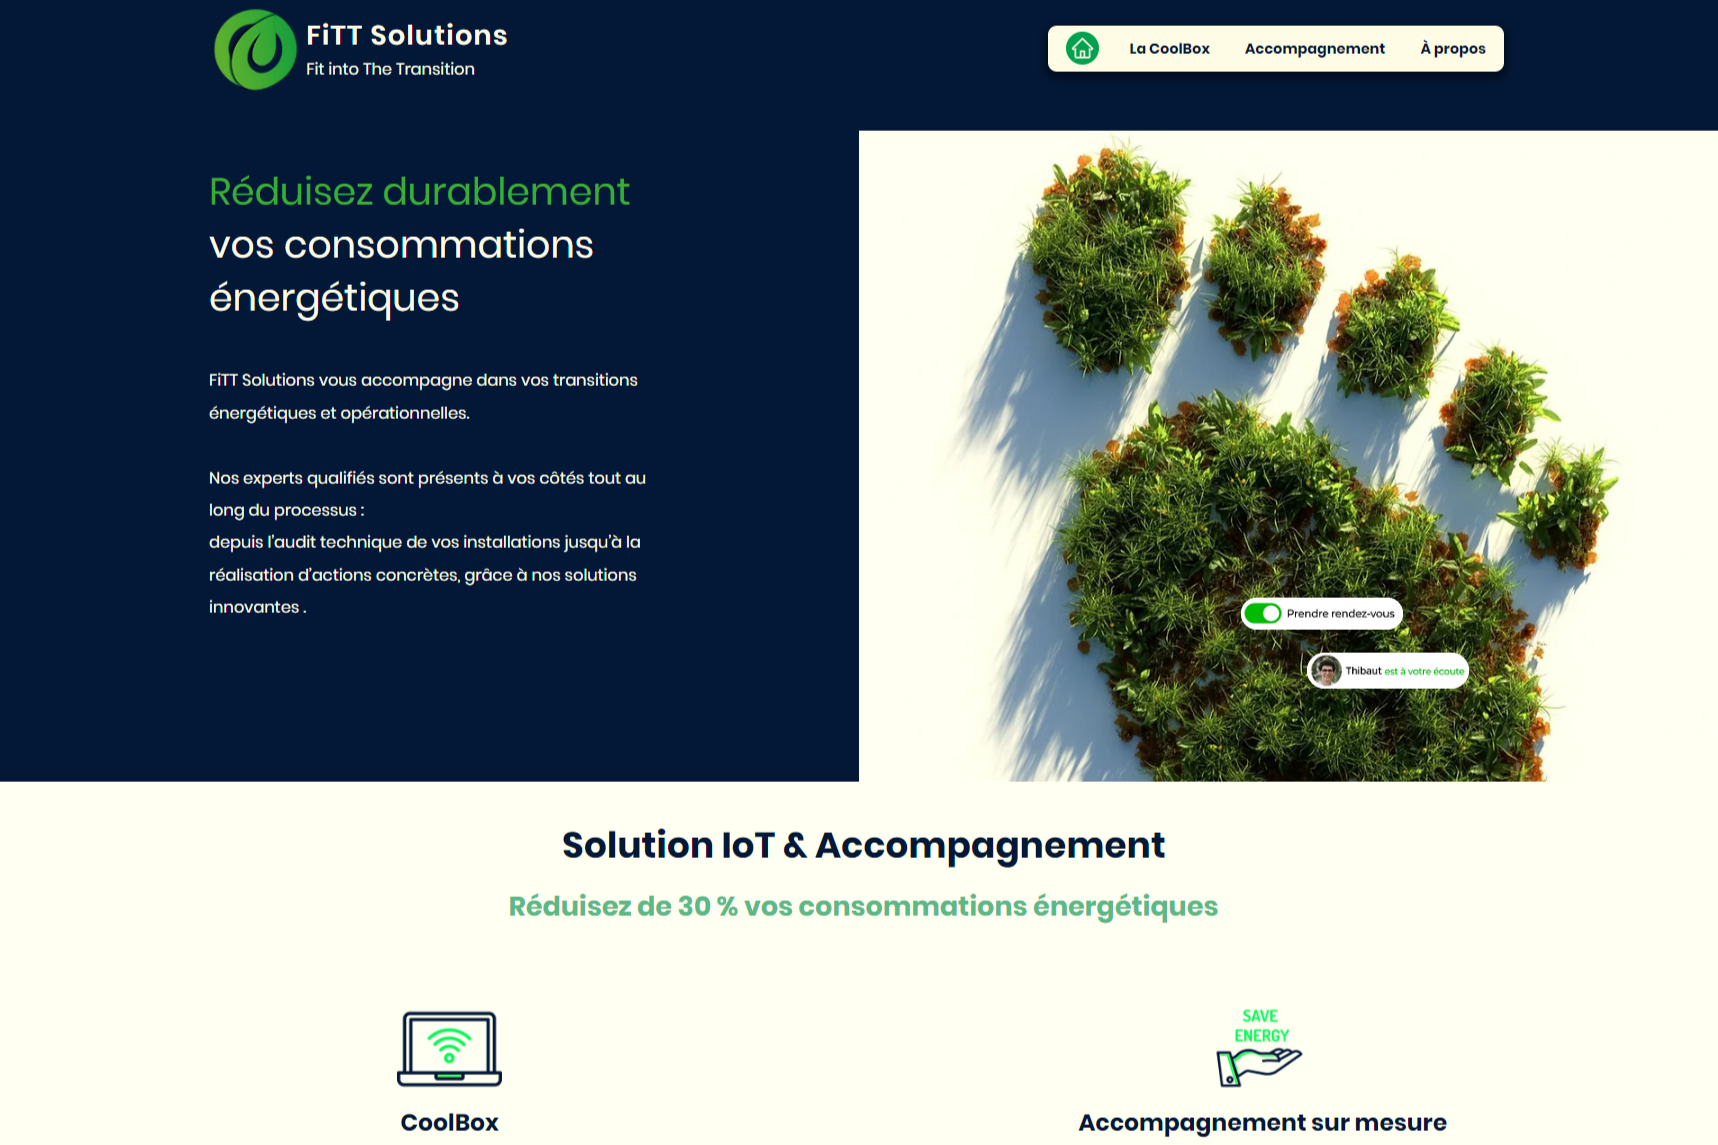 FiTT Solutions
Fit into The Transition
La CoolBox
Accompagnement
À propos
Réduisez durablement
vos consommations
énergétiques
FiTT Solutions vous accompagne dans vos transitions
énergétiques et opérationnelles.
Nos experts qualifiés sont présents à vos côtés tout au
long du processus :
depuis l'audit technique de vos installations jusqu'à la
réalisation d'actions concrètes, grâce à nos solutions
innovantes .
Prendre rendez-vous
Thibaut est à votre écoute
Solution IoT & Accompagnement
Réduisez de 30 % vos consommations énergétiques
CoolBox
SAVE
ENERGY
Accompagnement sur mesure